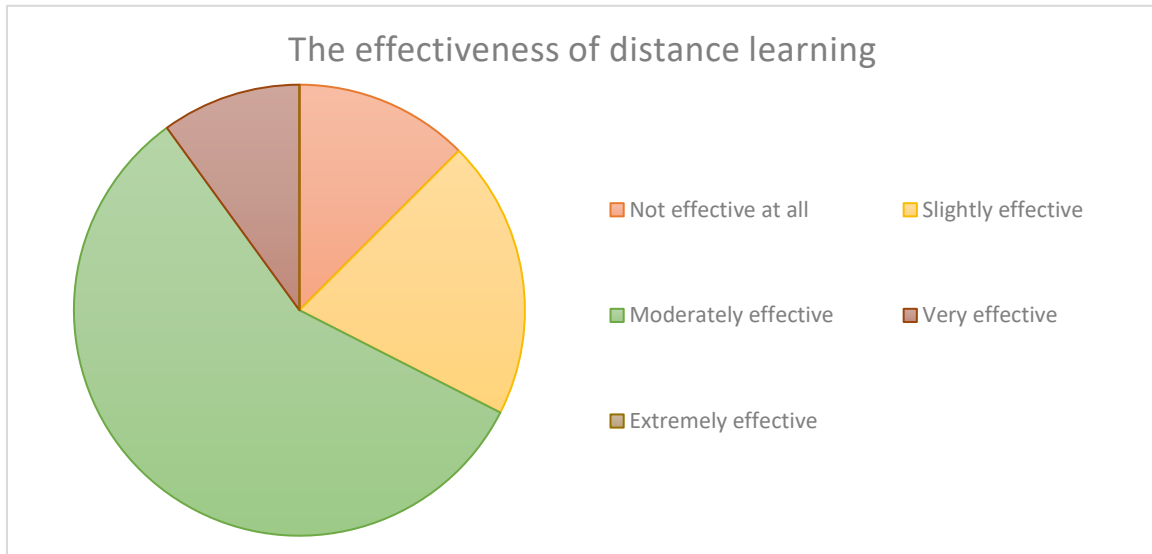 The effectiveness of distance learning
Not effective at all
Slightly effective
Moderately effective
Very effective
Extremely effective